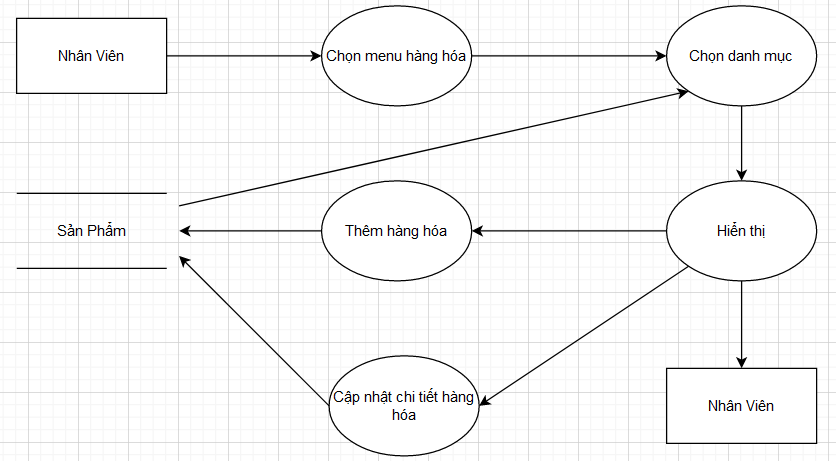 Nhân Viên
Chọn menu hàng hóa
Chọn danh mục
Sản Phẩm
Thêm hàng hóa
Hiển thị
Cập nhật chi tiết hàng
hóa
Nhân Viên